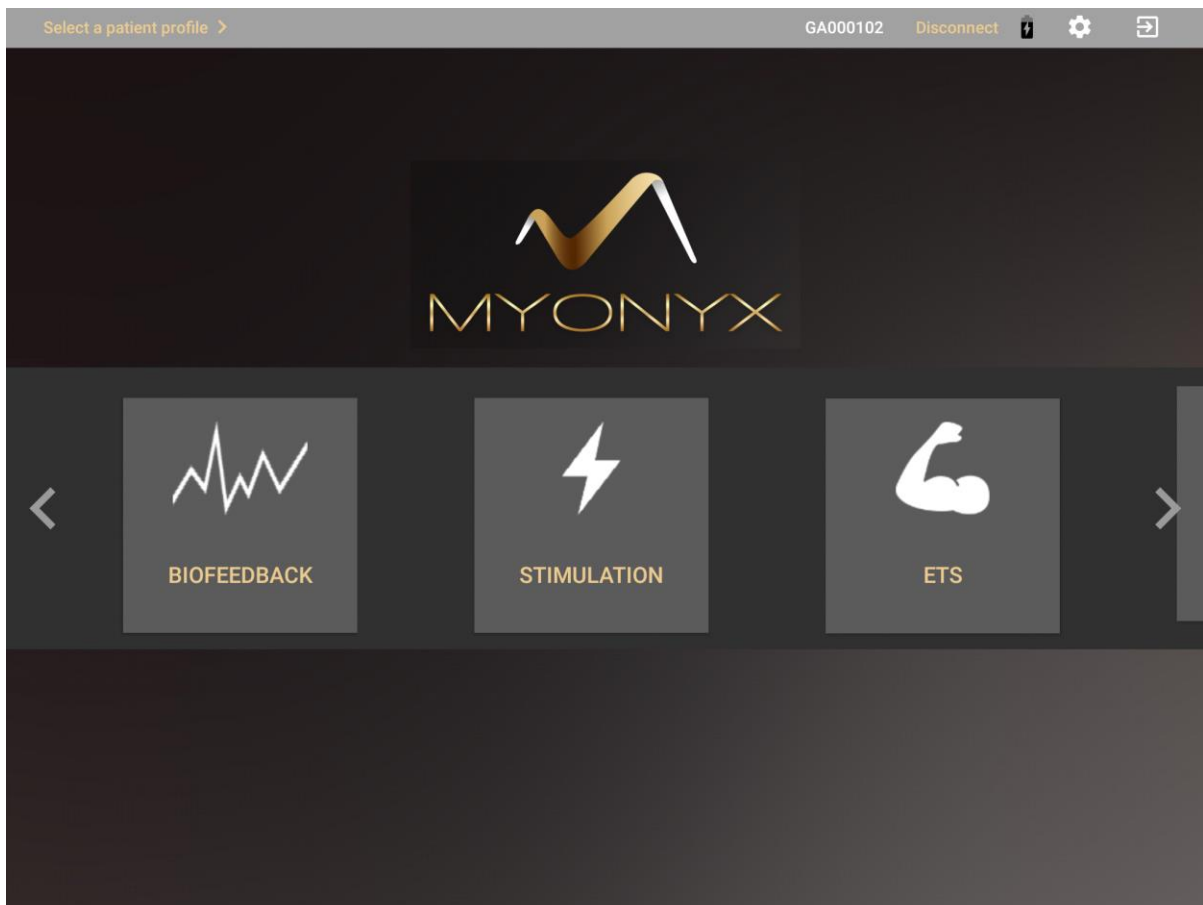 Select a patient profile
GA000102 Disconnect
MYONYX
BIOFEEDBACK
STIMULATION
ETS